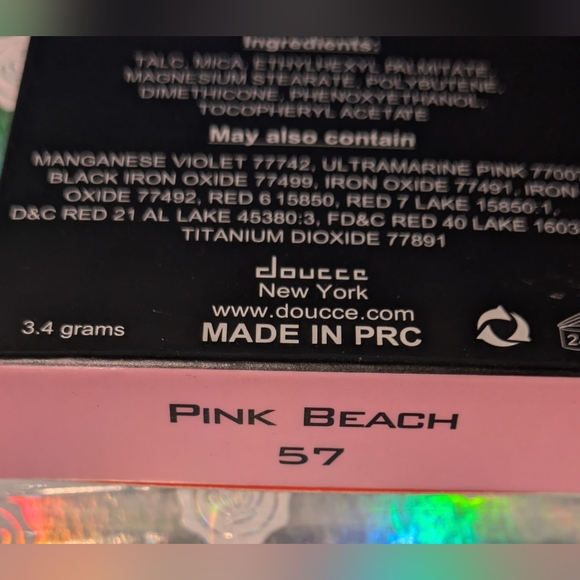 Ingredients:
TALC, MICA, ETHYLHEXYL PALMITATE,
MAGNESIUM STEARATE, POLYBUTENE,
DIMETHICONE, PHENOXYETHANOL,
TOCOPHERYL ACETATE
May also contain
MANGANESE VIOLET 77742, ULTRAMARINE PINK 77007
BLACK IRON OXIDE 77499, IRON OXIDE 77491, IRON
OXIDE 77492, RED 6 15850, RED 7 LAKE 15850:1,
D&C RED 21 AL LAKE 45380:3, FD&C RED 40 LAKE 1603
TITANIUM DIOXIDE 77891
doucce
New York
www.doucce.com
3.4 grams
MADE IN PRC
PINK BEACH
57